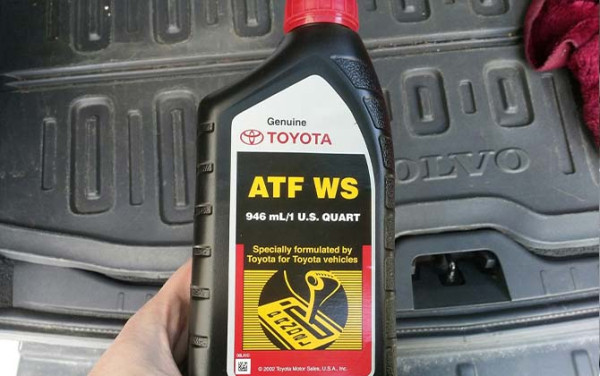 Genuine
TOYOTA
ATF WS
946 mL/1 U.S. QUART
Specially formulated by
Toyota for Toyota vehicles
© 2002 Toyota Motor Sales, U.S.A., Inc.
VOLVO